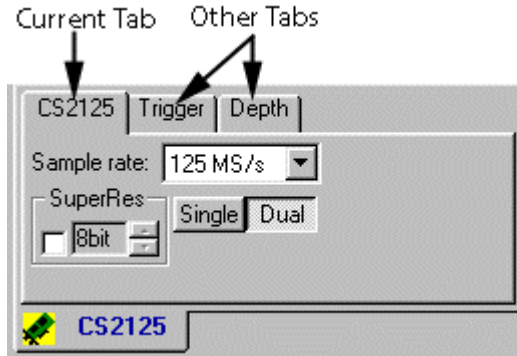 Current Tab Other Tabs
CS2125 Trigger Depth
Sample rate: 125 MS/s
SuperRes
8bit Single Dual
CS2125